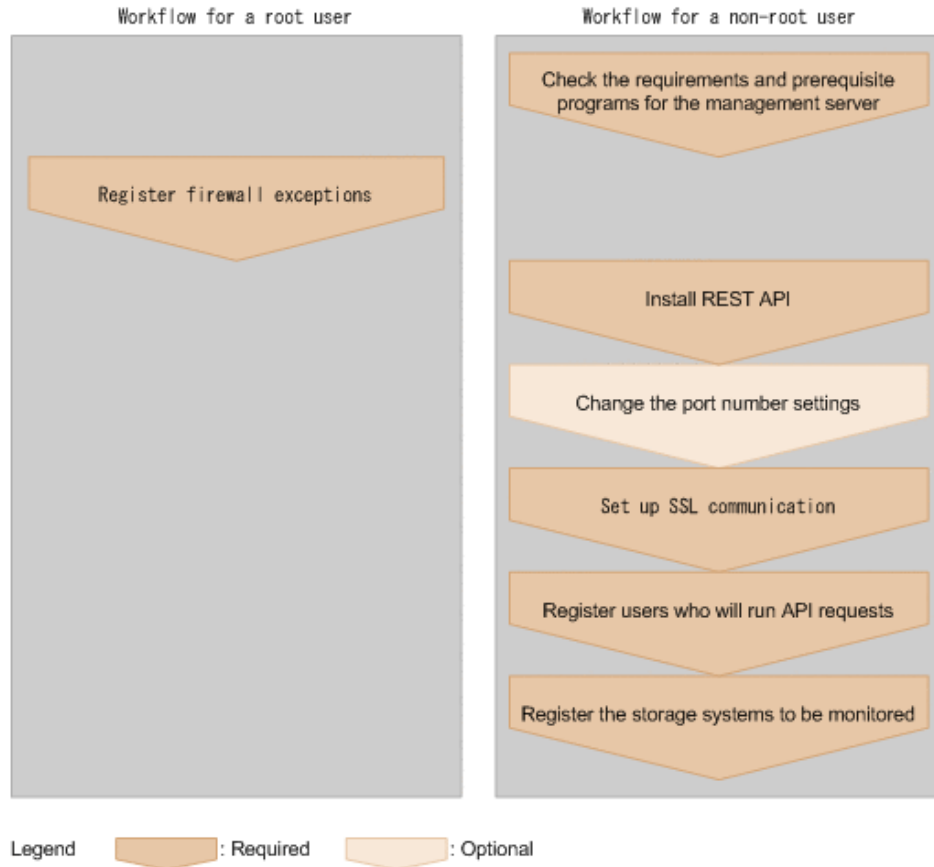 Workflow for a root user
Workflow for a non-root user
Check the requirements and prerequisite
programs for the management server
Register firewall exceptions
Install REST API
Change the port number settings
Set up SSL communication
Register users who will run API requests
Register the storage systems to be monitored
Legend
: Required
: Optional